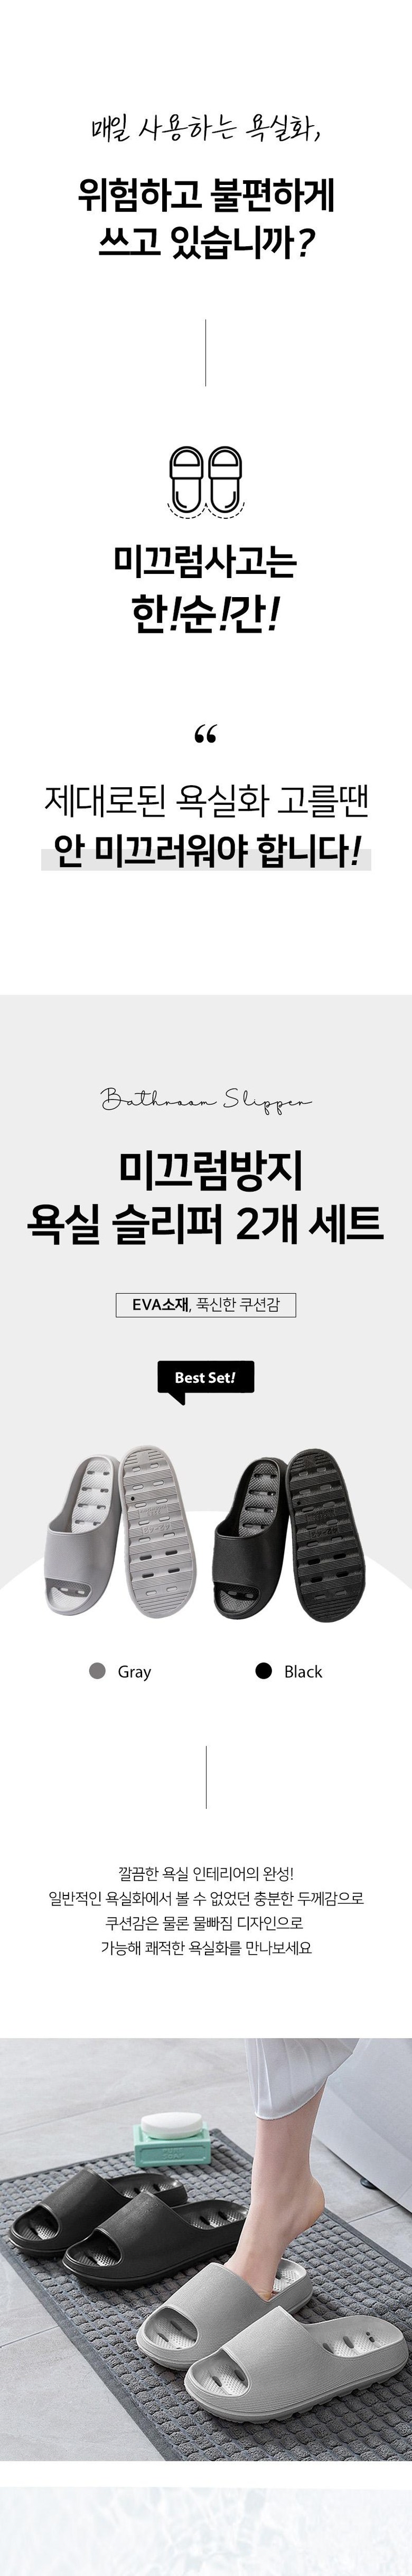 매일 사용하는 욕실화,
위험하고 불편하게
쓰고 있습니까?
미끄럼사고는
한!순!간!
“
제대로된 욕실화 고를땐
안 미끄러워야 합니다!
Bathroom Slipper
미끄럼방지
욕실 슬리퍼 2개 세트
EVA소재, 푹신한 쿠션감
Best Set!
Gray
Black
깔끔한 욕실 인테리어의 완성!
일반적인 욕실화에서 볼 수 없었던 충분한 두께감으로
쿠션감은 물론 물빠짐 디자인으로
가능해 쾌적한 욕실화를 만나보세요